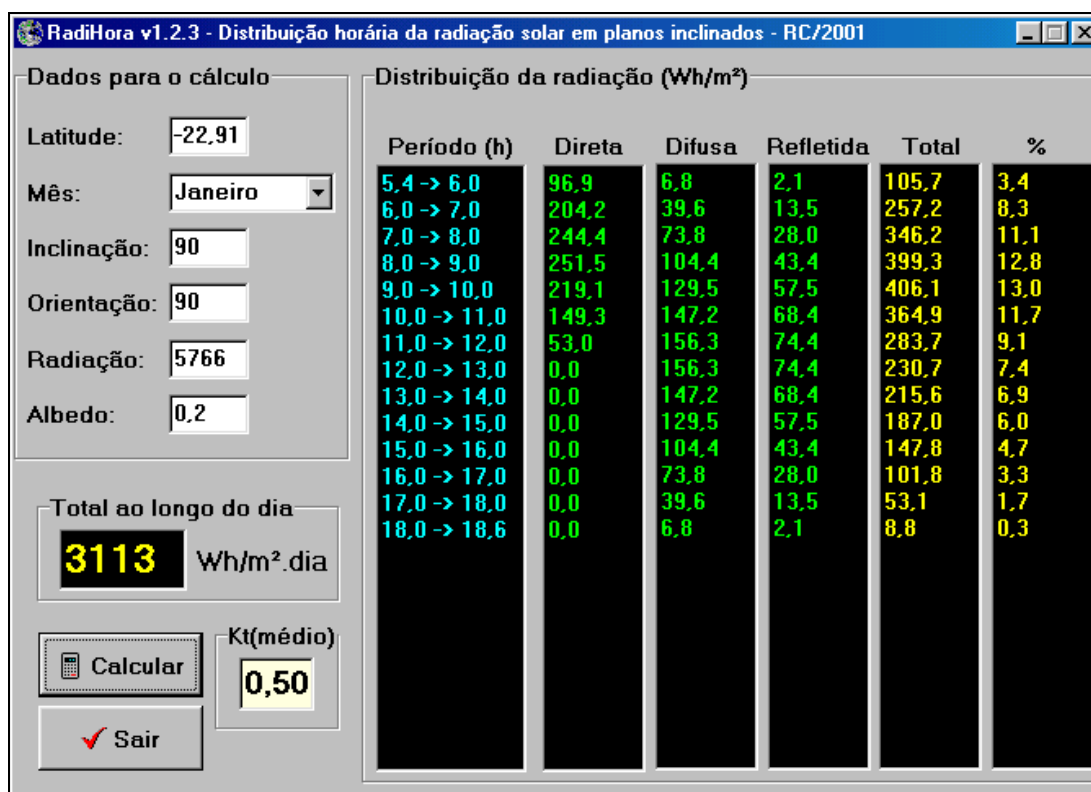 RadiHora v1.2.3 - Distribuição horária da radiação solar em planos inclinados - RC/2001
Dados para o cálculo
Latitude: -22,91
Mês: Janeiro
Inclinação: 90
Orientação: 90
Radiação: 5766
Albedo: 0,2
Total ao longo do dia
3113 Wh/m².dia
Kt(médio)
0,50
Calcular
Sair
Distribuição da radiação (Wh/m²)
Período (h) Direta Difusa Refletida Total %
5,4 -> 6,0 96,9 6,8 2,1 105,7 3,4
6,0 -> 7,0 204,2 39,6 13,5 257,2 8,3
7,0 -> 8,0 244,4 73,8 28,0 346,2 11,1
8,0 -> 9,0 251,5 104,4 43,4 399,3 12,8
9,0 -> 10,0 219,1 129,5 57,5 406,1 13,0
10,0 -> 11,0 149,3 147,2 68,4 364,9 11,7
11,0 -> 12,0 53,0 156,3 74,4 283,7 9,1
12,0 -> 13,0 0,0 156,3 74,4 230,7 7,4
13,0 -> 14,0 0,0 147,2 68,4 215,6 6,9
14,0 -> 15,0 0,0 129,5 57,5 187,0 6,0
15,0 -> 16,0 0,0 104,4 43,4 147,8 4,7
16,0 -> 17,0 0,0 73,8 28,0 101,8 3,3
17,0 -> 18,0 0,0 39,6 13,5 53,1 1,7
18,0 -> 18,6 0,0 6,8 2,1 8,8 0,3